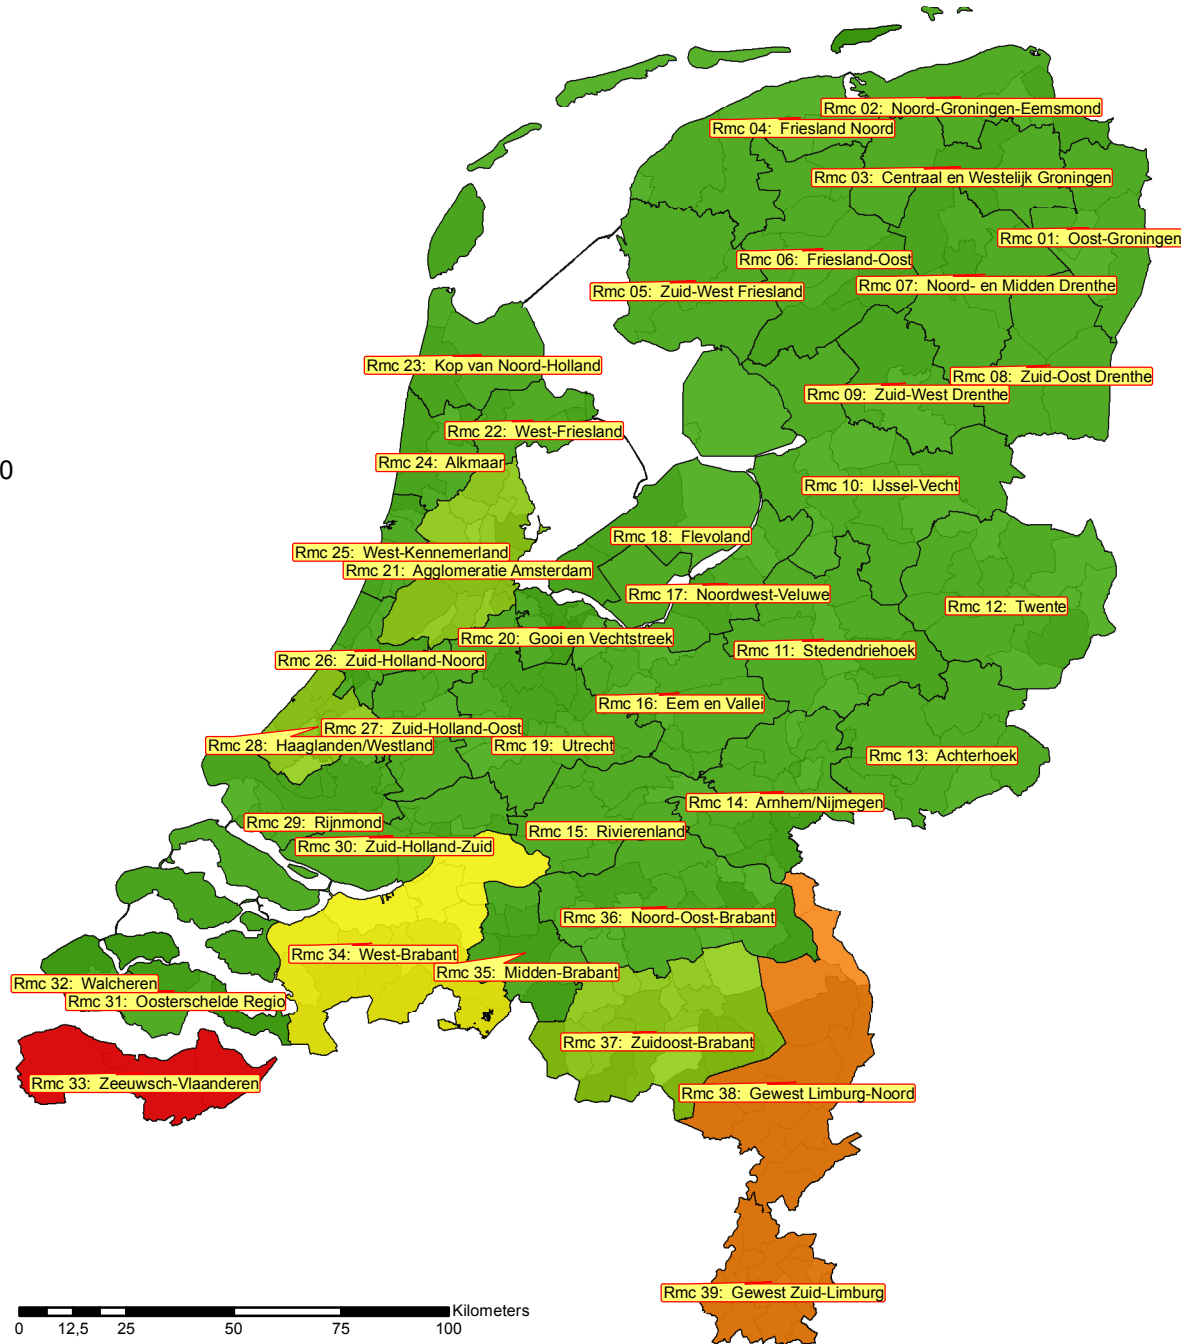 Rmc 02: Noord-Groningen-Eemsmond
Rmc 04: Friesland Noord
Rmc 03: Centraal en Westelijk Groningen
Rmc 01: Oost-Groningen
Rmc 06: Friesland-Oost
Rmc 07: Noord- en Midden Drenthe
Rmc 05: Zuid-West Friesland
Rmc 23: Kop van Noord-Holland
Rmc 08: Zuid-Oost Drenthe
Rmc 09: Zuid-West Drenthe
Rmc 22: West-Friesland
Rmc 24: Alkmaar
0
Rmc 10: IJssel-Vecht
Rmc 18: Flevoland
Rmc 25: West-Kennemerland
Rmc 21: Agglomeratie Amsterdam
Rmc 17: Noordwest-Veluwe
Rmc 12: Twente
Rmc 20: Gooi en Vechtstreek
Rmc 11: Stedendriehoek
Rmc 26: Zuid-Holland-Noord
Rmc 16: Eem en Vallei
Rmc 27: Zuid-Holland-Oost
Rmc 28: Haaglanden/Westland
Rmc 19: Utrecht
Rmc 13: Achterhoek
Rmc 14: Arnhem/Nijmegen
Rmc 29: Rijnmond
Rmc 15: Rivierenland
Rmc 30: Zuid-Holland-Zuid
Rmc 36: Noord-Oost-Brabant
Rmc 34: West-Brabant
Rmc 35: Midden-Brabant
Rmc 32: Walcheren
Rmc 31: Oosterschelde Regio
Rmc 37: Zuidoost-Brabant
Rmc 33: Zeeuwsch-Vlaanderen
Rmc 38: Gewest Limburg-Noord
Rmc 39: Gewest Zuid-Limburg
Kilometers
0 12,5 25 50 75 100